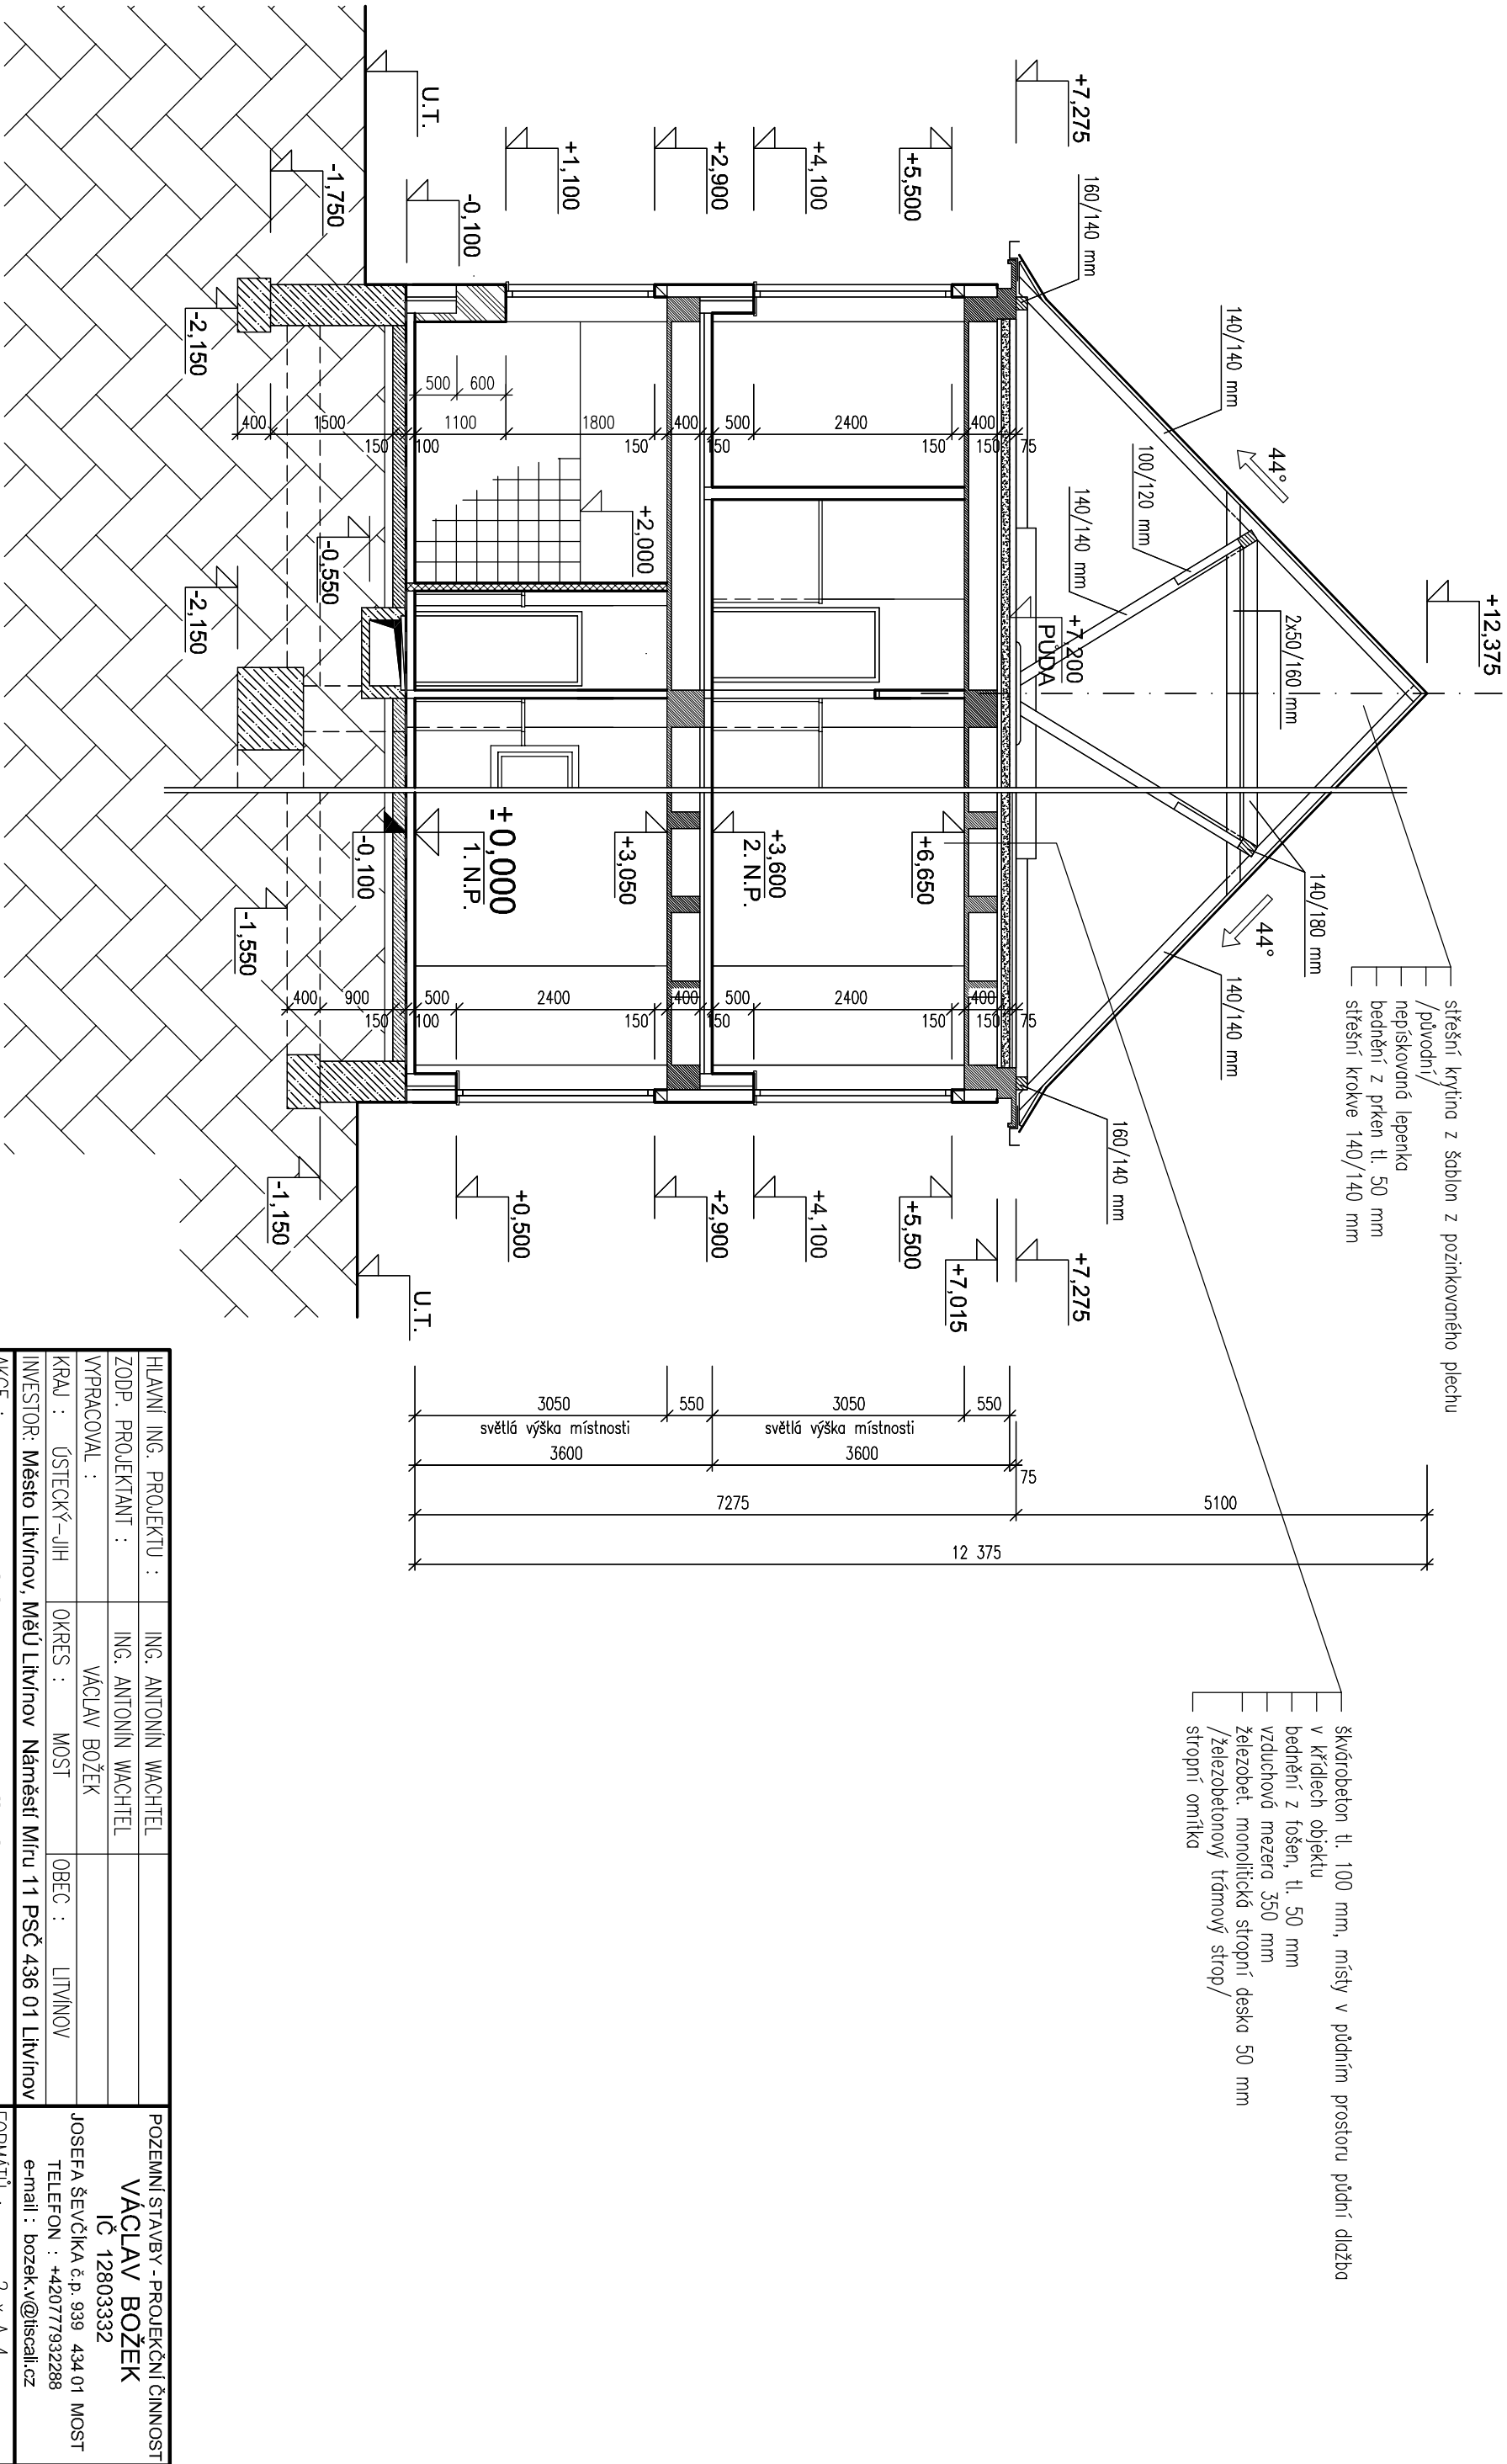 +12,375
střešní krytina z šablon z pozinkovaného plechu
/původní/
nepískovaná lepenka
bednění z prken tl. 50 mm
střešní krokve 140/140 mm
škvárobeton tl. 100 mm, místy v půdním prostoru půdní dlažba
v křídlech objektu
bednění z fošen, tl. 50 mm
vzduchová mezera 350 mm
železobet. monolitická stropní deska 50 mm
/železobetonový trámový strop/
stropní omítka
140/140 mm
44°
100/120 mm
140/140 mm
2x50/160 mm
140/180 mm
44°
140/140 mm
160/140 mm
160/140 mm
+7,275
+7,200
PŮDA
+7,275
+7,015
+5,500
+4,100
+2,900
+1,100
-0,100
U.T.
-1,750
-2,150
+6,650
+3,600
2. N.P.
+3,050
±0,000
1. N.P.
-0,100
+2,000
-0,550
-2,150
-1,550
-1,150
+5,500
+4,100
+2,900
+0,500
U.T.
400
1500
150
100
500
600
1100
1800
150
400
150
500
2400
150
400
150
75
400
900
150
100
500
2400
150
400
150
500
2400
150
400
150
75
3050
550
3050
550
světlá výška místnosti
světlá výška místnosti
3600
3600
75
7275
5100
12 375
HLAVNÍ ING. PROJEKTU :
ING. ANTONÍN WACHTEL
ZODP. PROJEKTANT :
ING. ANTONÍN WACHTEL
VYPRACOVAL :
VÁCLAV BOŽEK
KRAJ : ÚSTECKÝ-JIH
OKRES : MOST
OBEC : LITVÍNOV
INVESTOR: Město Litvínov, MěÚ Litvínov Náměstí Míru 11 PSČ 436 01 Litvínov
AKCE :
POZEMNÍ STAVBY - PROJEKČNÍ ČINNOST
VÁCLAV BOŽEK
IČ 12803332
JOSEFA ŠEVČÍKA č.p. 939 434 01 MOST
TELEFON : +420777932288
e-mail : bozek.v@tiscali.cz
FORMÁTŮ : 2 x A 4